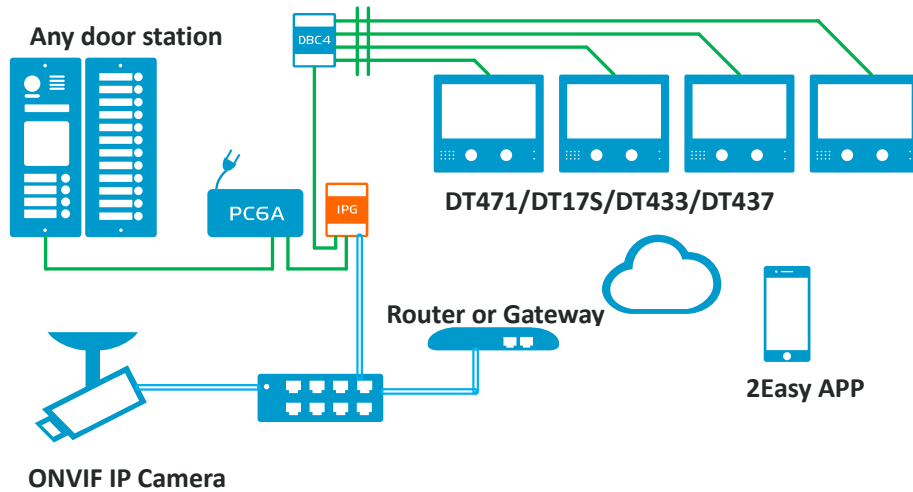 Any door station
DBC4
PC6A
IPG
DT471/DT17S/DT433/DT437
Router or Gateway
2Easy APP
ONVIF IP Camera